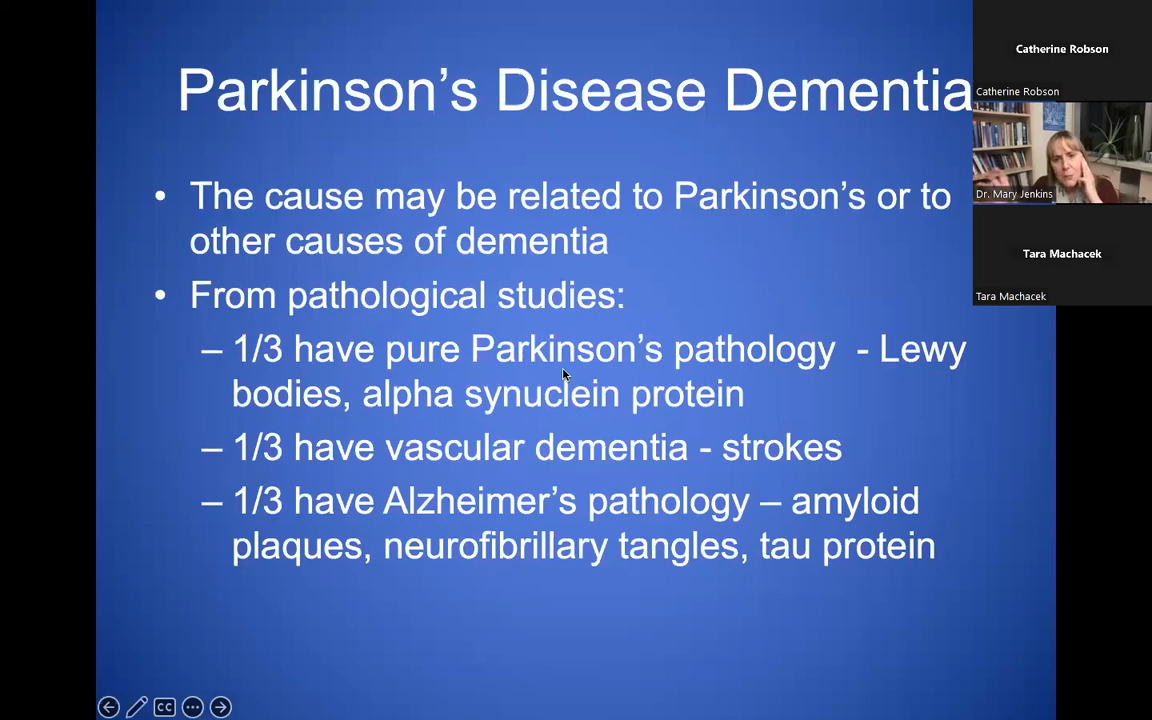 Parkinson's Disease Dementia
• The cause may be related to Parkinson's or to
other causes of dementia
• From pathological studies:
– 1/3 have pure Parkinson's pathology - Lewy
bodies, alpha synuclein protein
– 1/3 have vascular dementia - strokes
– 1/3 have Alzheimer's pathology – amyloid
plaques, neurofibrillary tangles, tau protein
Catherine Robson
Catherine Robson
Dr. Mary Jenkins
Tara Machacek
Tara Machacek
CC